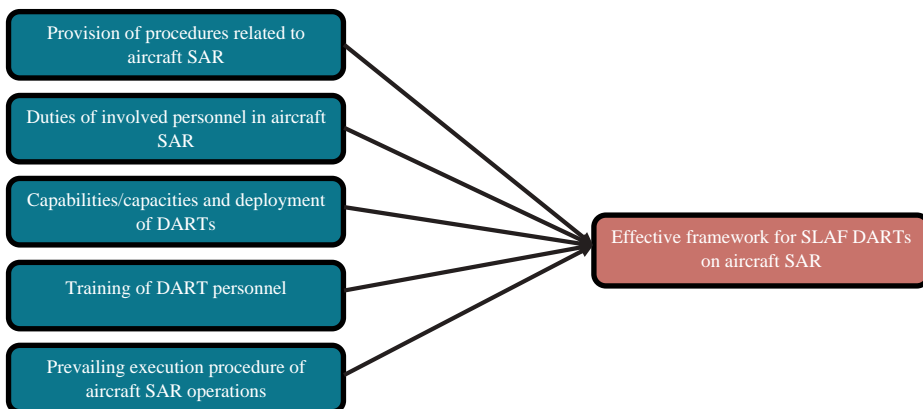 Provision of procedures related to
aircraft SAR
Duties of involved personnel in aircraft
SAR
Capabilities/capacities and deployment
of DARTs
Training of DART personnel
Prevailing execution procedure of
aircraft SAR operations
Effective framework for SLAF DARTs
on aircraft SAR